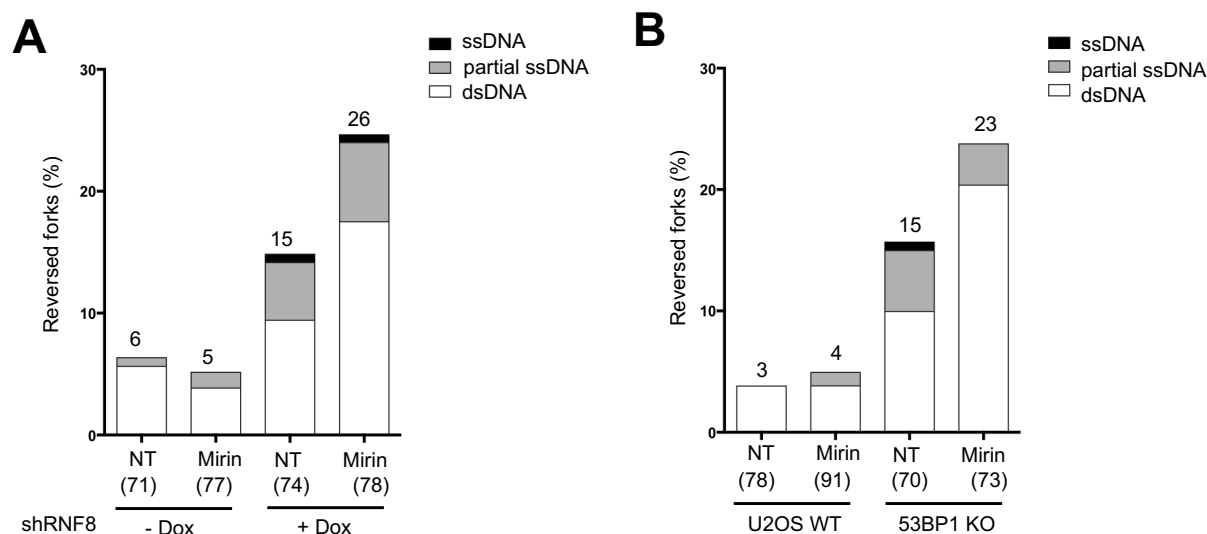 A
ssDNA
partial ssDNA
dsDNA
30
20
10
0
Reversed forks (%)
6
5
15
26
NT
Mirin
NT
Mirin
(71)
(77)
(74)
(78)
shRNF8
- Dox
+ Dox
B
ssDNA
partial ssDNA
dsDNA
30
20
10
0
Reversed forks (%)
3
4
15
23
NT
Mirin
NT
Mirin
(78)
(91)
(70)
(73)
U2OS WT
53BP1 KO